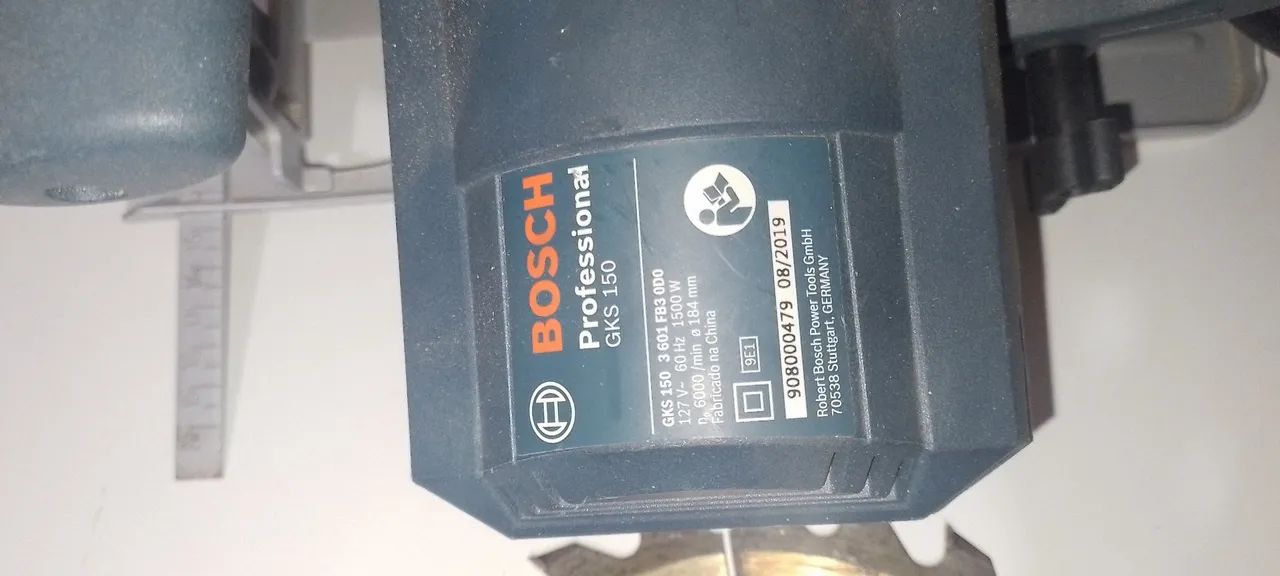 BOSCH
Professional
GKS 150
GKS 150 3 601 FB3 0D0
127 V~ 60 Hz 1500 W
6000 /min ø 184 mm
Fabricado na China
9E1
908000479 08/2019
Robert Bosch Power Tools GmbH
70538 Stuttgart, GERMANY